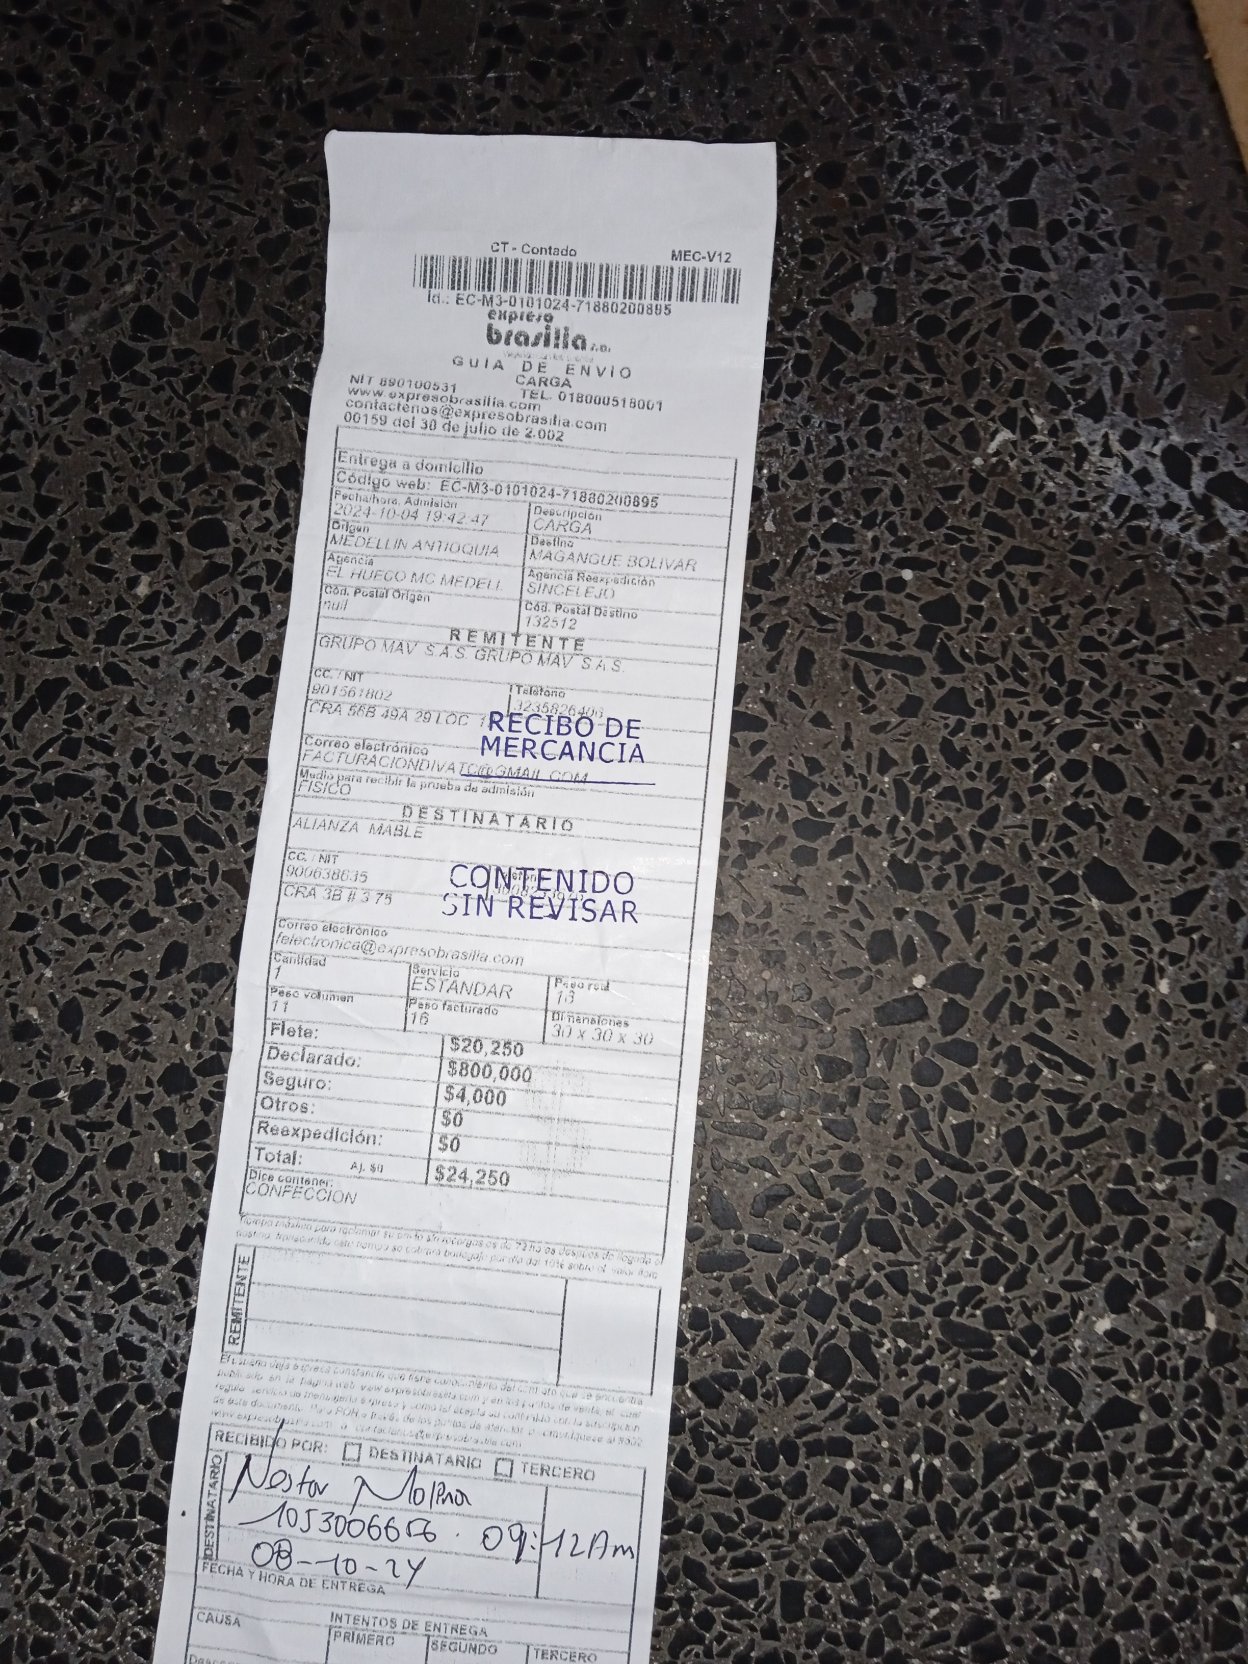 CT - Contado MEC-V12
Id.: EC-M3-0101024-71880200895
expreso
brasilia s.a.
GUIA DE ENVIO
CARGA
NIT 890100531 TEL. 018000518001
www.expresobrasilia.com
contactenos@expresobrasilia.com
00159 del 30 de julio de 2.002
Entrega a domicilio
Código web: EC-M3-0101024-71880200895
Fecha/hora. Admisión Descripción
2024-10-04 19:42:47 CARGA
Origen Destino
MEDELLIN ANTIOQUIA MAGANGUE BOLIVAR
Agencia Agencia Reexpedición
EL HUECO MC MEDELL SINCELEJO
Cód. Postal Origen Cód. Postal Destino
null 132512
REMITENTE
GRUPO MAV S.A.S. GRUPO MAV S.A.S.
CC. / NIT Teléfono
901561802
CRA 56B 49A 29 LOC
RECIBO DE
MERCANCIA
Correo electrónico
FACTURACIONDIVATC@GMAIL.COM
Medio para recibir la prueba de admisión
FISICO
DESTINATARIO
ALIANZA MABLE
CC. / NIT
900638635
CRA 3B # 3 75
CONTENIDO
SIN REVISAR
Correo electrónico
felectronica@expresobrasilia.com
Cantidad Servicio Peso real
1 ESTANDAR 16
Peso volumen Peso facturado Dimensiones
11 16 30 x 30 x 30
Flete: $20,250
Declarado: $800,000
Seguro: $4,000
Otros: $0
Reexpedición: $0
Total: Aj. $0 $24,250
Dice contener:
CONFECCION
REMITENTE
RECIBIDO POR: DESTINATARIO TERCERO
DESTINATARIO
Nestor Molina
09:12Am
08-10-24
FECHA Y HORA DE ENTREGA
CAUSA INTENTOS DE ENTREGA
PRIMERO SEGUNDO TERCERO